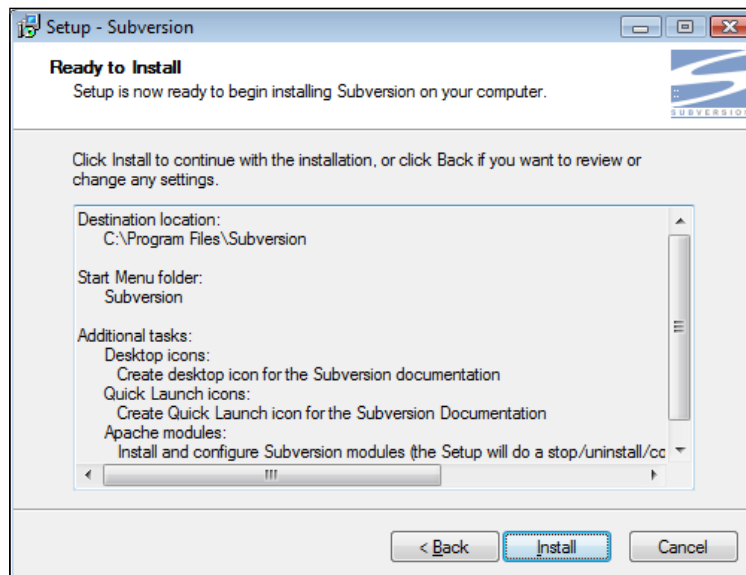 Setup - Subversion
Ready to Install
Setup is now ready to begin installing Subversion on your computer.
SUBVERSION
Click Install to continue with the installation, or click Back if you want to review or
change any settings.
Destination location:
C:\Program Files\Subversion
Start Menu folder:
Subversion
Additional tasks:
Desktop icons:
Create desktop icon for the Subversion documentation
Quick Launch icons:
Create Quick Launch icon for the Subversion Documentation
Apache modules:
Install and configure Subversion modules (the Setup will do a stop/uninstall/co
< Back
Install
Cancel